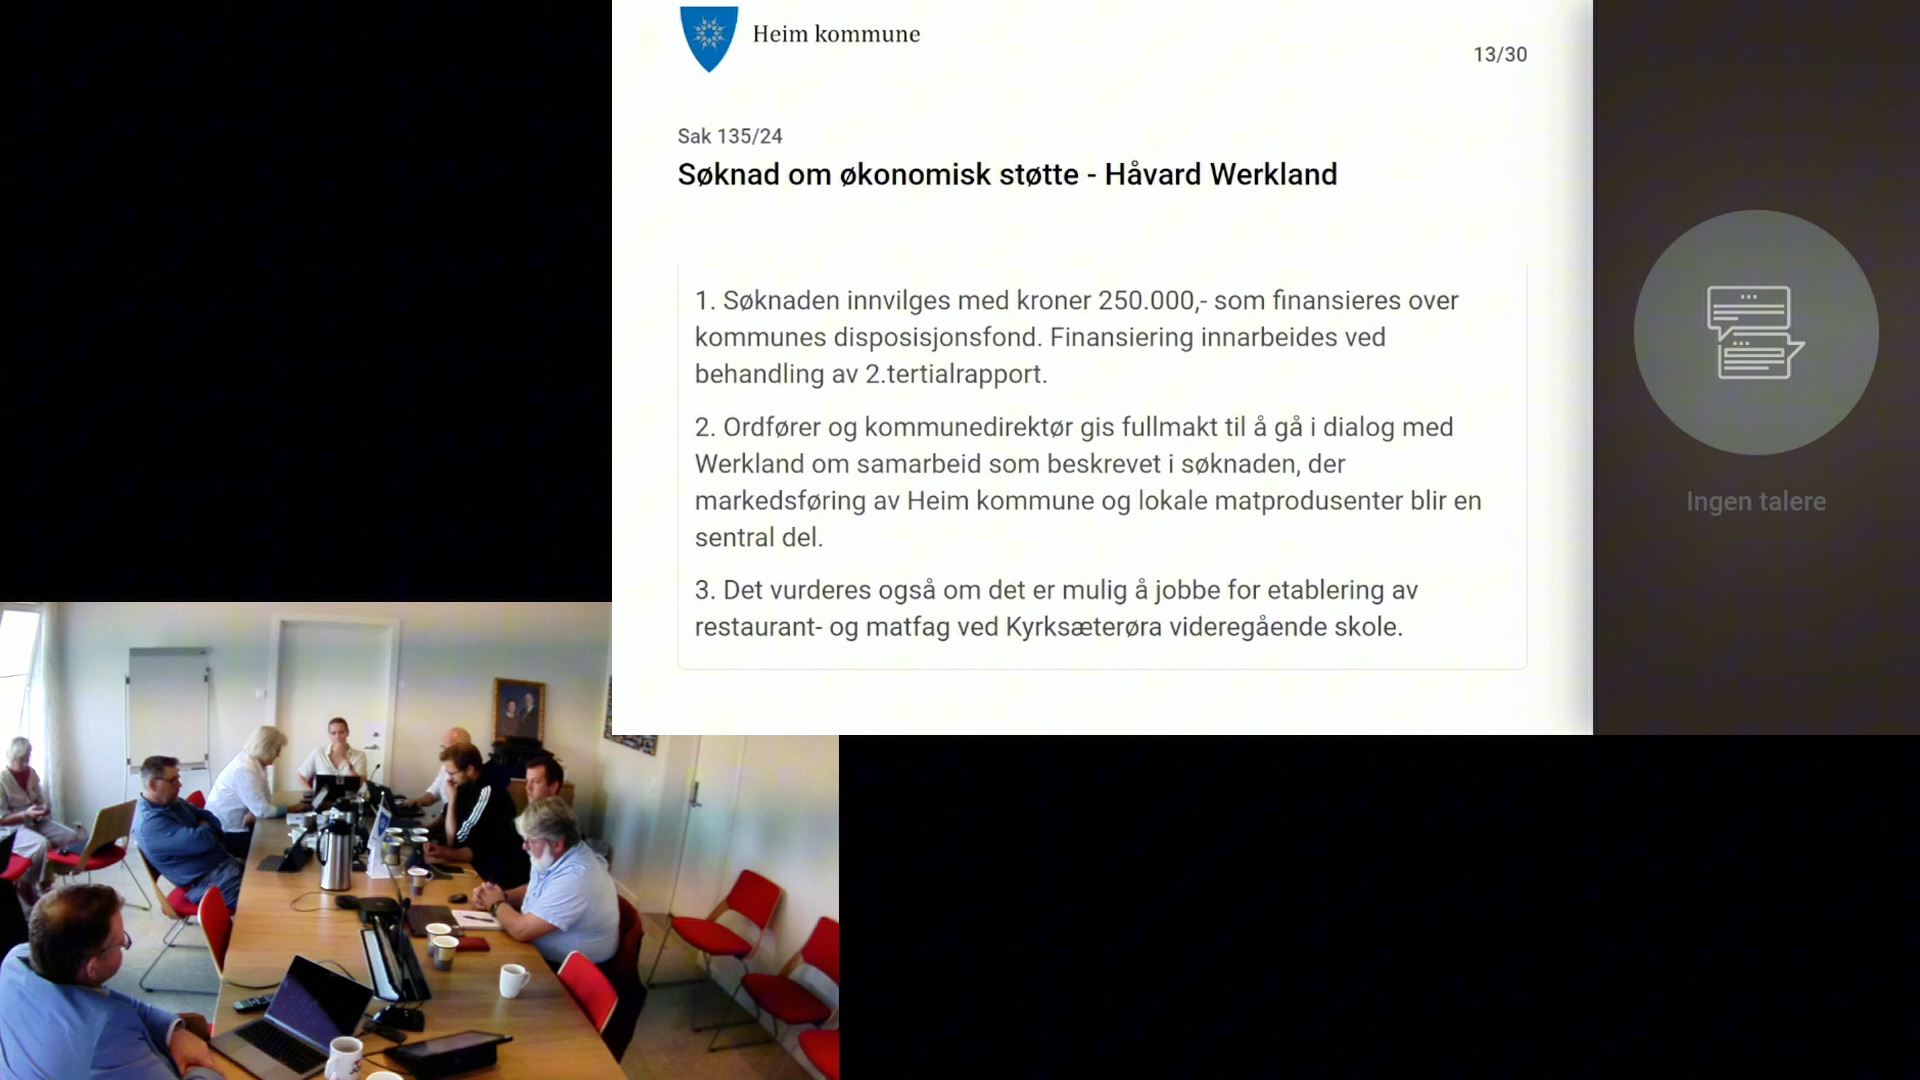 Heim kommune
13/30
Sak 135/24
Søknad om økonomisk støtte - Håvard Werkland
1. Søknaden innvilges med kroner 250.000,- som finansieres over
kommunes disposisjonsfond. Finansiering innarbeides ved
behandling av 2.tertialrapport.
2. Ordfører og kommunedirektør gis fullmakt til å gå i dialog med
Werkland om samarbeid som beskrevet i søknaden, der
markedsføring av Heim kommune og lokale matprodusenter blir en
sentral del.
3. Det vurderes også om det er mulig å jobbe for etablering av
restaurant- og matfag ved Kyrksæterøra videregående skole.
Ingen talere